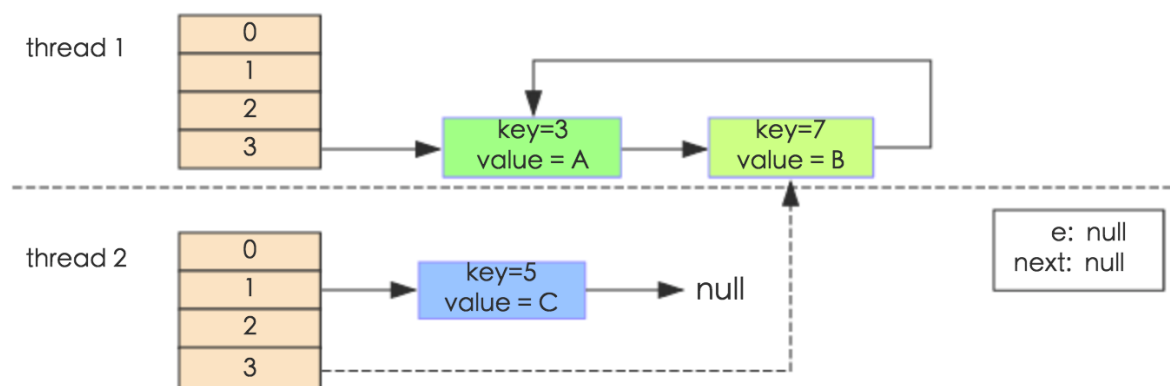 thread 1
0
1
2
3
key=3
value = A
key=7
value = B
thread 2
0
1
2
3
key=5
value = C
null
e: null
next: null